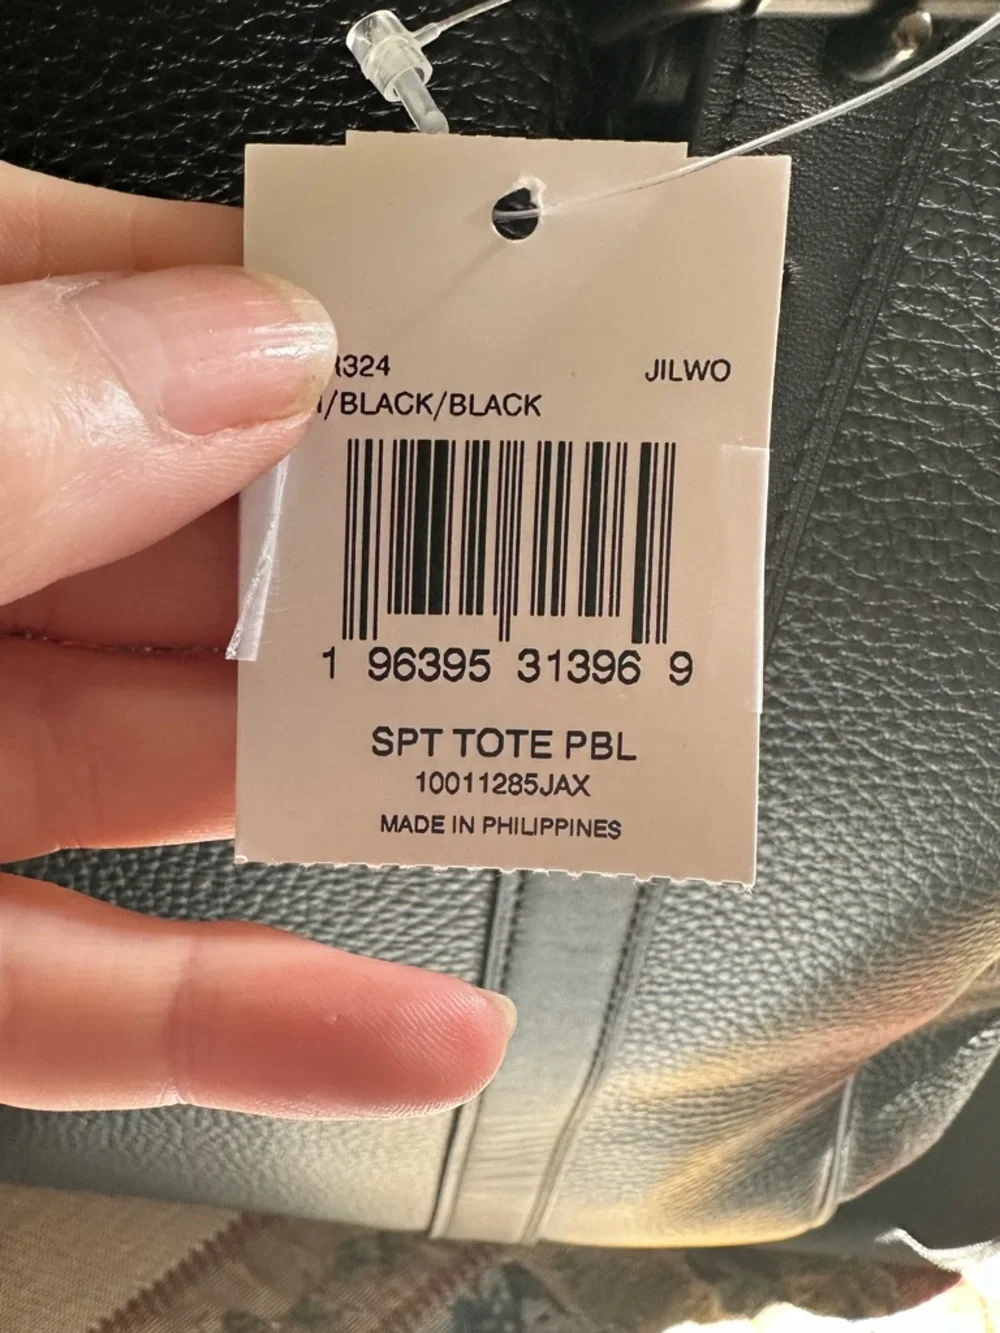 R324 JILWO
/BLACK/BLACK
1 96395 31396 9
SPT TOTE PBL
10011285JAX
MADE IN PHILIPPINES